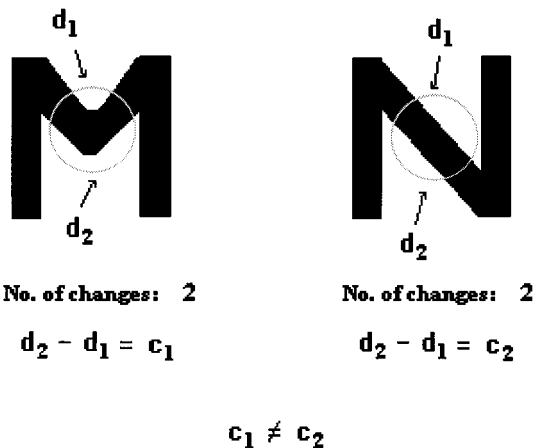 d₁
d₁
M N
d₂
d₂
No. of changes: 2 No. of changes: 2
d₂ − d₁ = c₁ d₂ − d₁ = c₂
c₁ ≠ c₂